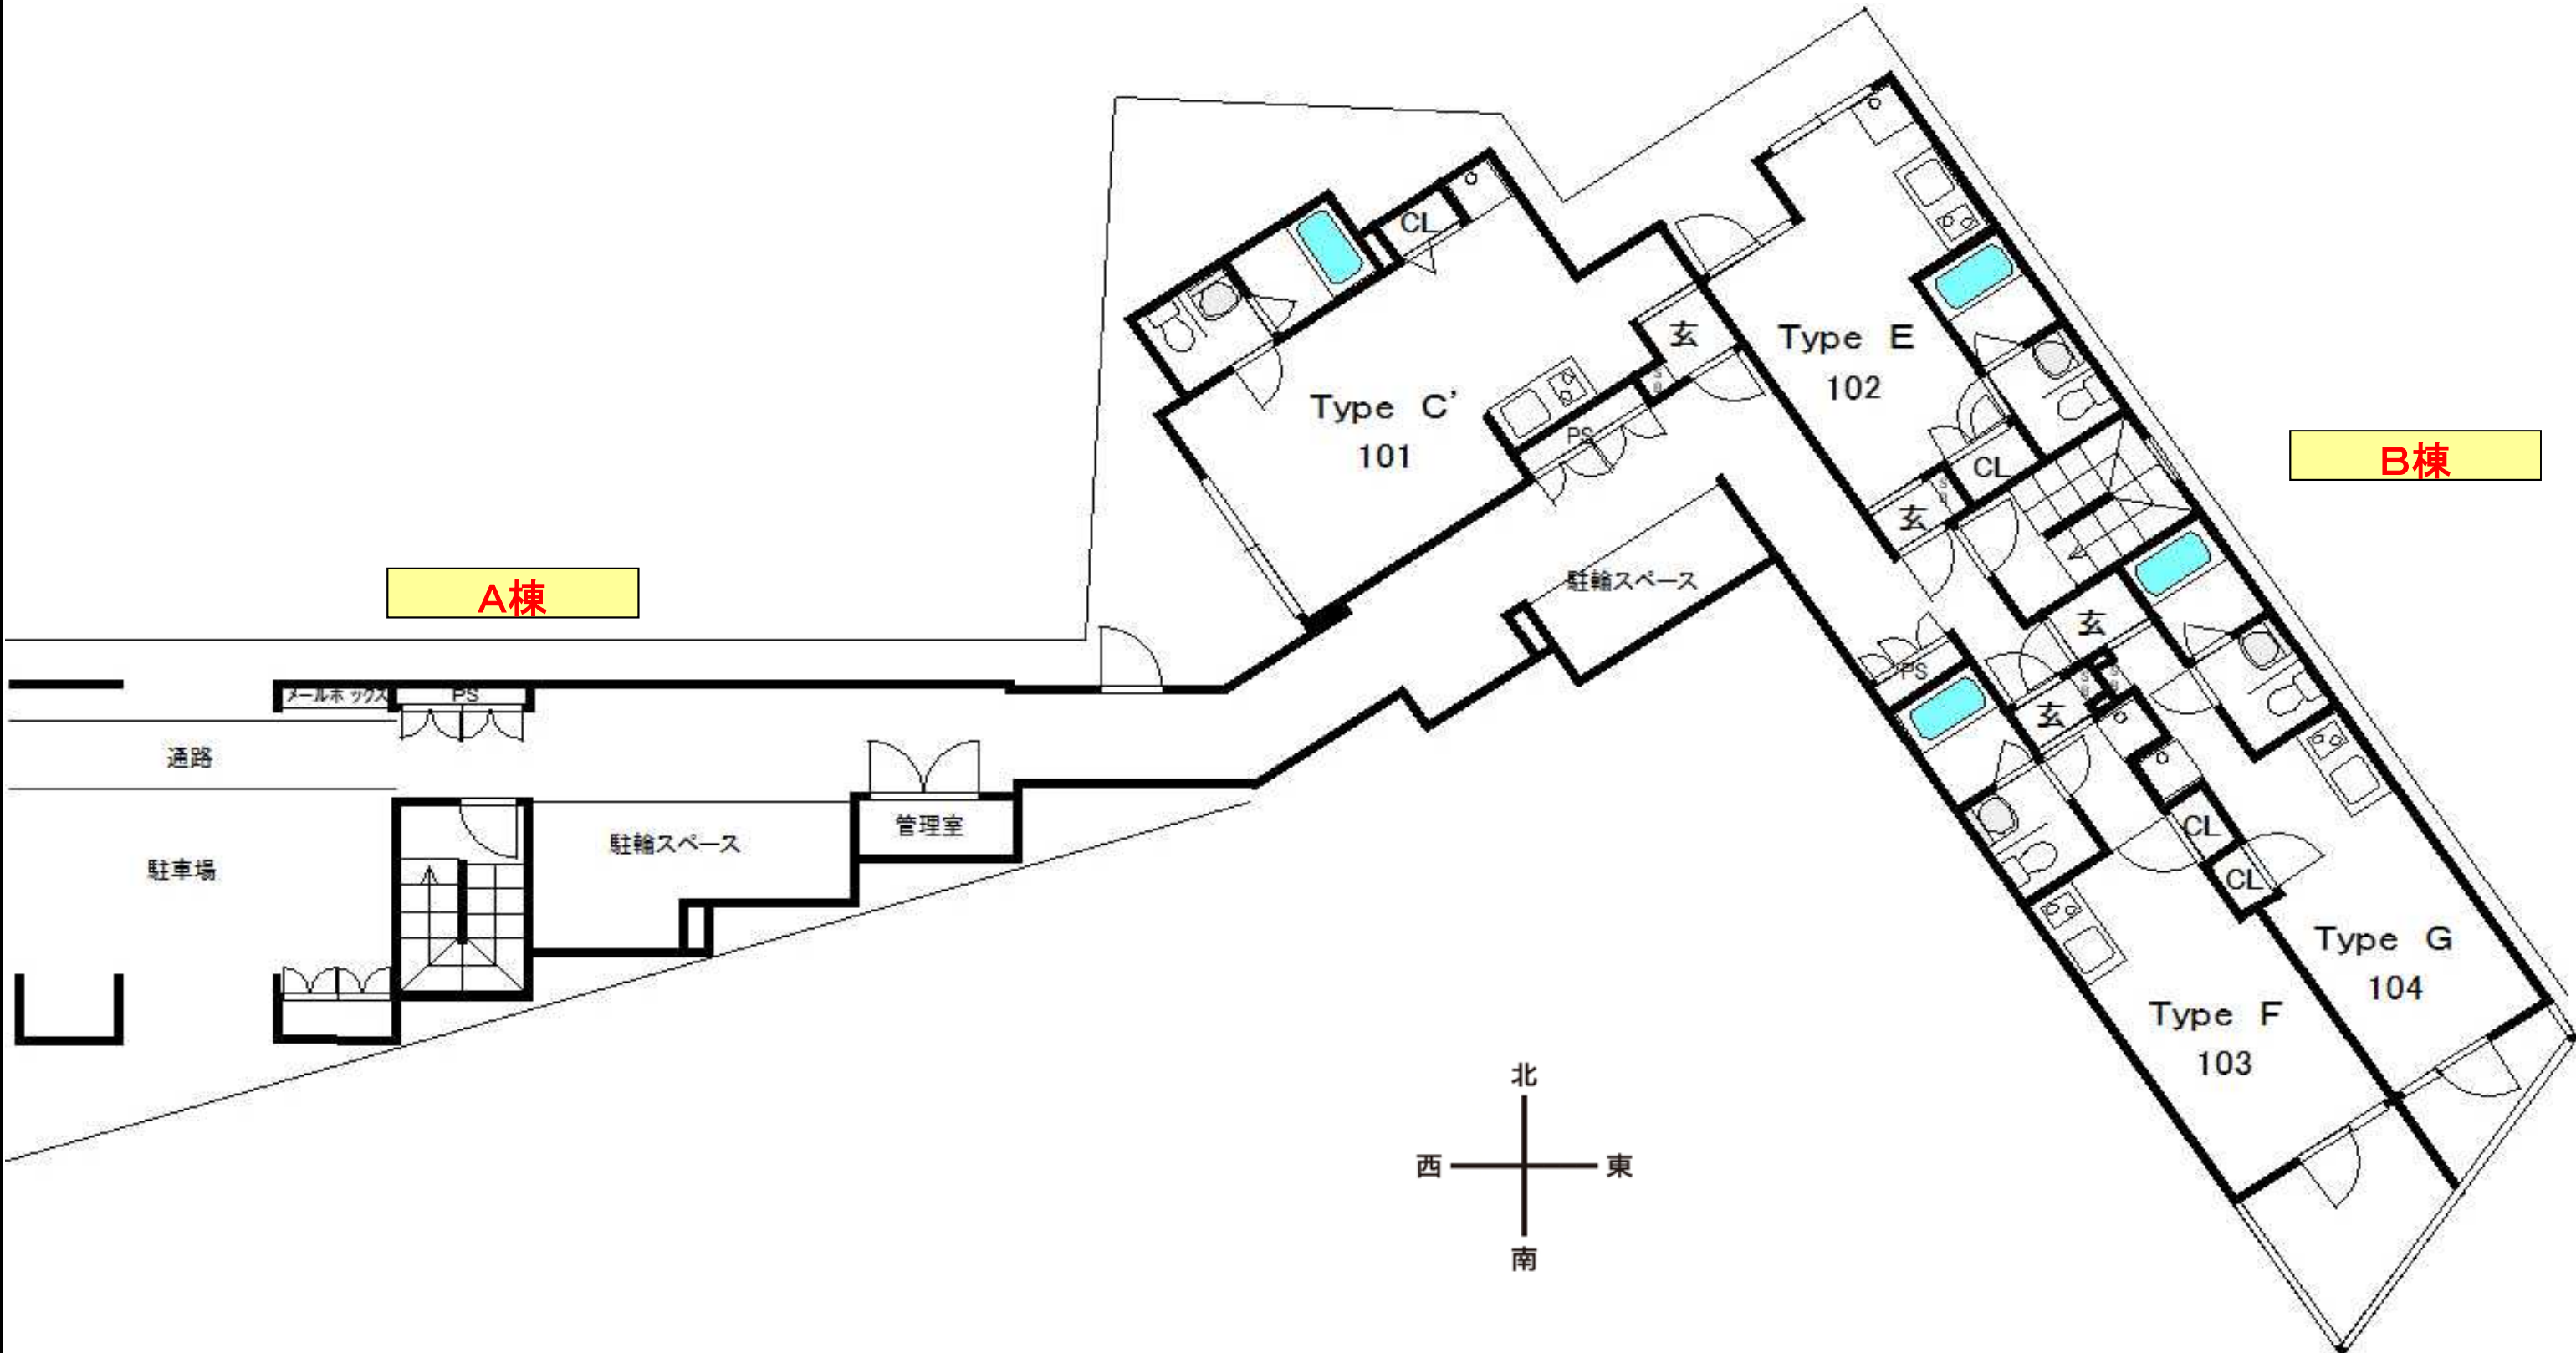 A棟
メールボックス
PS
通路
駐車場
駐輪スペース
管理室
CL
Type C'
101
PS
玄
駐輪スペース
Type E
102
CL
玄
B棟
玄
PS
玄
CL
CL
Type G
104
Type F
103
北
西
東
南